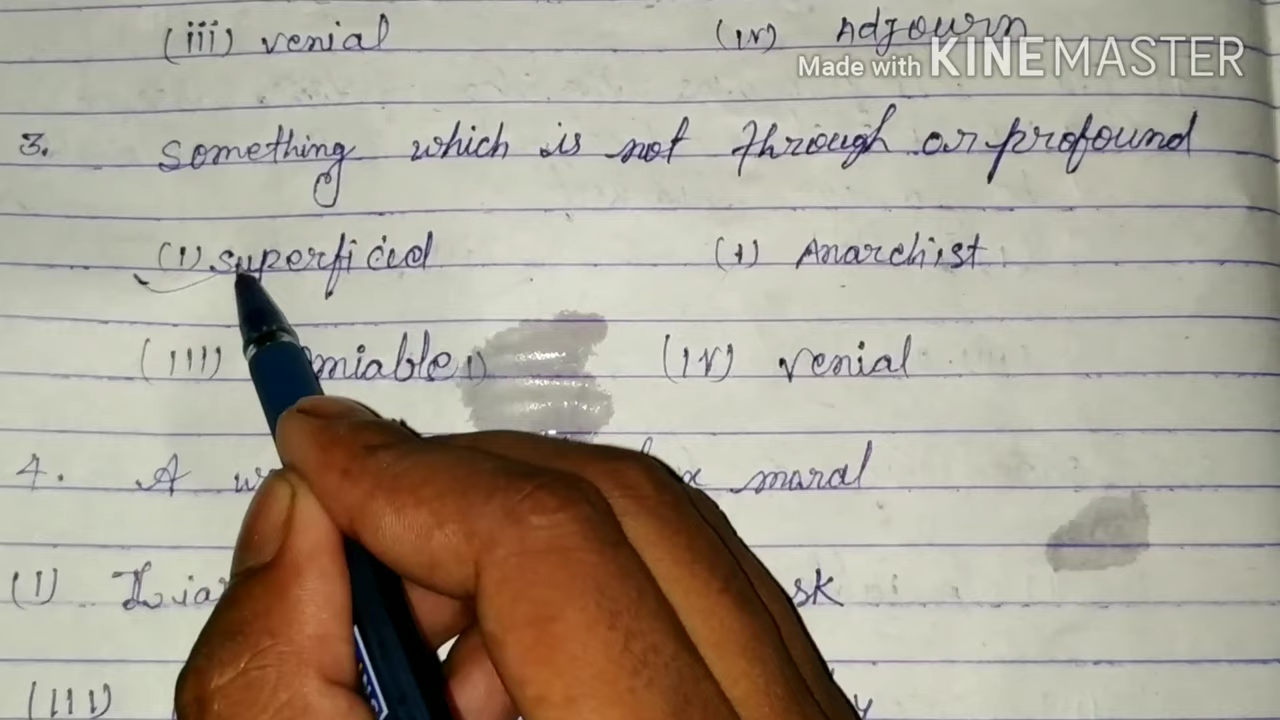 (iii) venial (iv) Adjourn
Made with KINEMASTER
3. Something which is not through or profound
(i) superficial (i) Anarchist
(iii) miable (iv) venial
4. A maral
(i) sk
(iii)